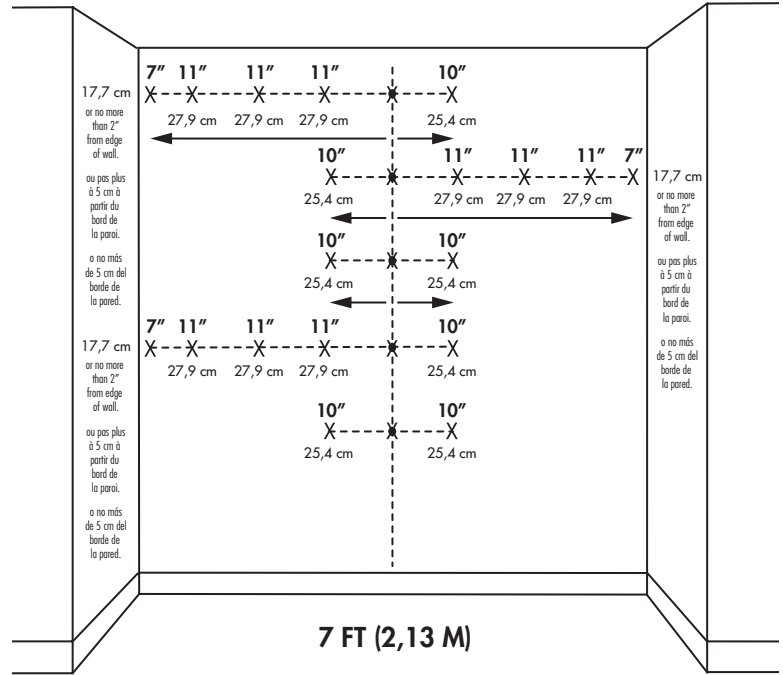 7" 11" 11" 11" 10"
17,7 cm
27,9 cm 27,9 cm 27,9 cm 25,4 cm
or no more
than 2"
from edge
of wall.
ou pas plus
à 5 cm à
partir du
bord de
la paroi.
o no más
de 5 cm del
borde de
la pared.
10" 11" 11" 11" 7"
17,7 cm
25,4 cm 27,9 cm 27,9 cm 27,9 cm
or no more
than 2"
from edge
of wall.
ou pas plus
à 5 cm à
partir du
bord de
la paroi.
o no más
de 5 cm del
borde de
la pared.
10" 10"
25,4 cm 25,4 cm
7" 11" 11" 11" 10"
17,7 cm
27,9 cm 27,9 cm 27,9 cm 25,4 cm
or no more
than 2"
from edge
of wall.
ou pas plus
à 5 cm à
partir du
bord de
la paroi.
o no más
de 5 cm del
borde de
la pared.
10" 10"
25,4 cm 25,4 cm
7 FT (2,13 M)